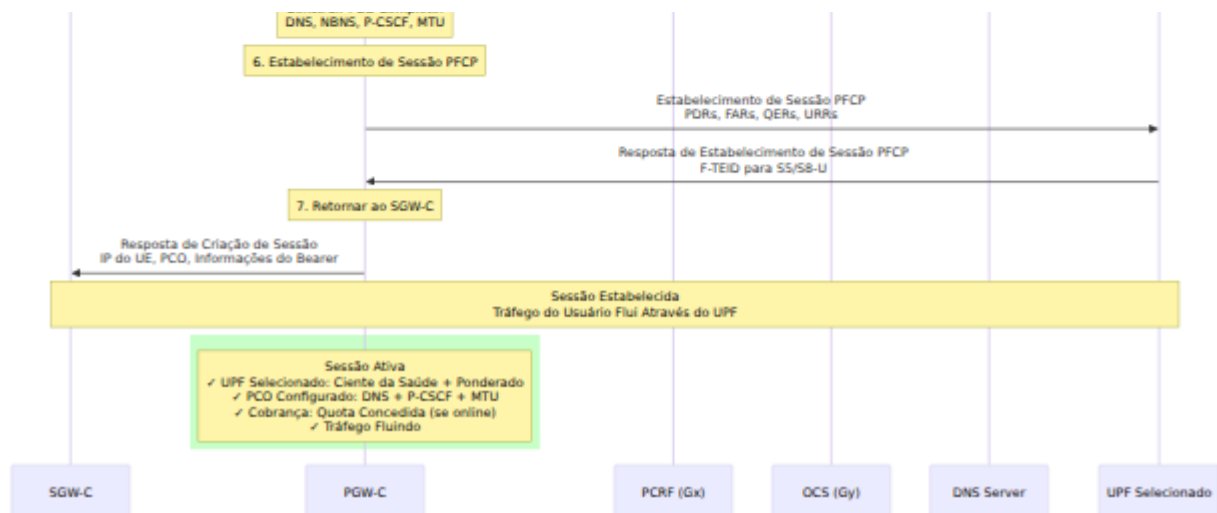 DNS, NBNS, P-CSCF, MTU
6. Estabelecimento de Sessão PFCP
Estabelecimento de Sessão PFCP
PDRs, FARs, QERs, URRs
Resposta de Estabelecimento de Sessão PFCP
F-TEID para S5/S8-U
7. Retornar ao SGW-C
Resposta de Criação de Sessão
IP do UE, PCO, Informações do Bearer
Sessão Estabelecida
Tráfego do Usuário Flui Através do UPF
Sessão Ativa
✓ UPF Selecionado: Ciente da Saúde + Ponderado
✓ PCO Configurado: DNS + P-CSCF + MTU
✓ Cobrança: Quota Concedida (se online)
✓ Tráfego Fluindo
SGW-C
PGW-C
PCRF (Gx)
OCS (Gy)
DNS Server
UPF Selecionado